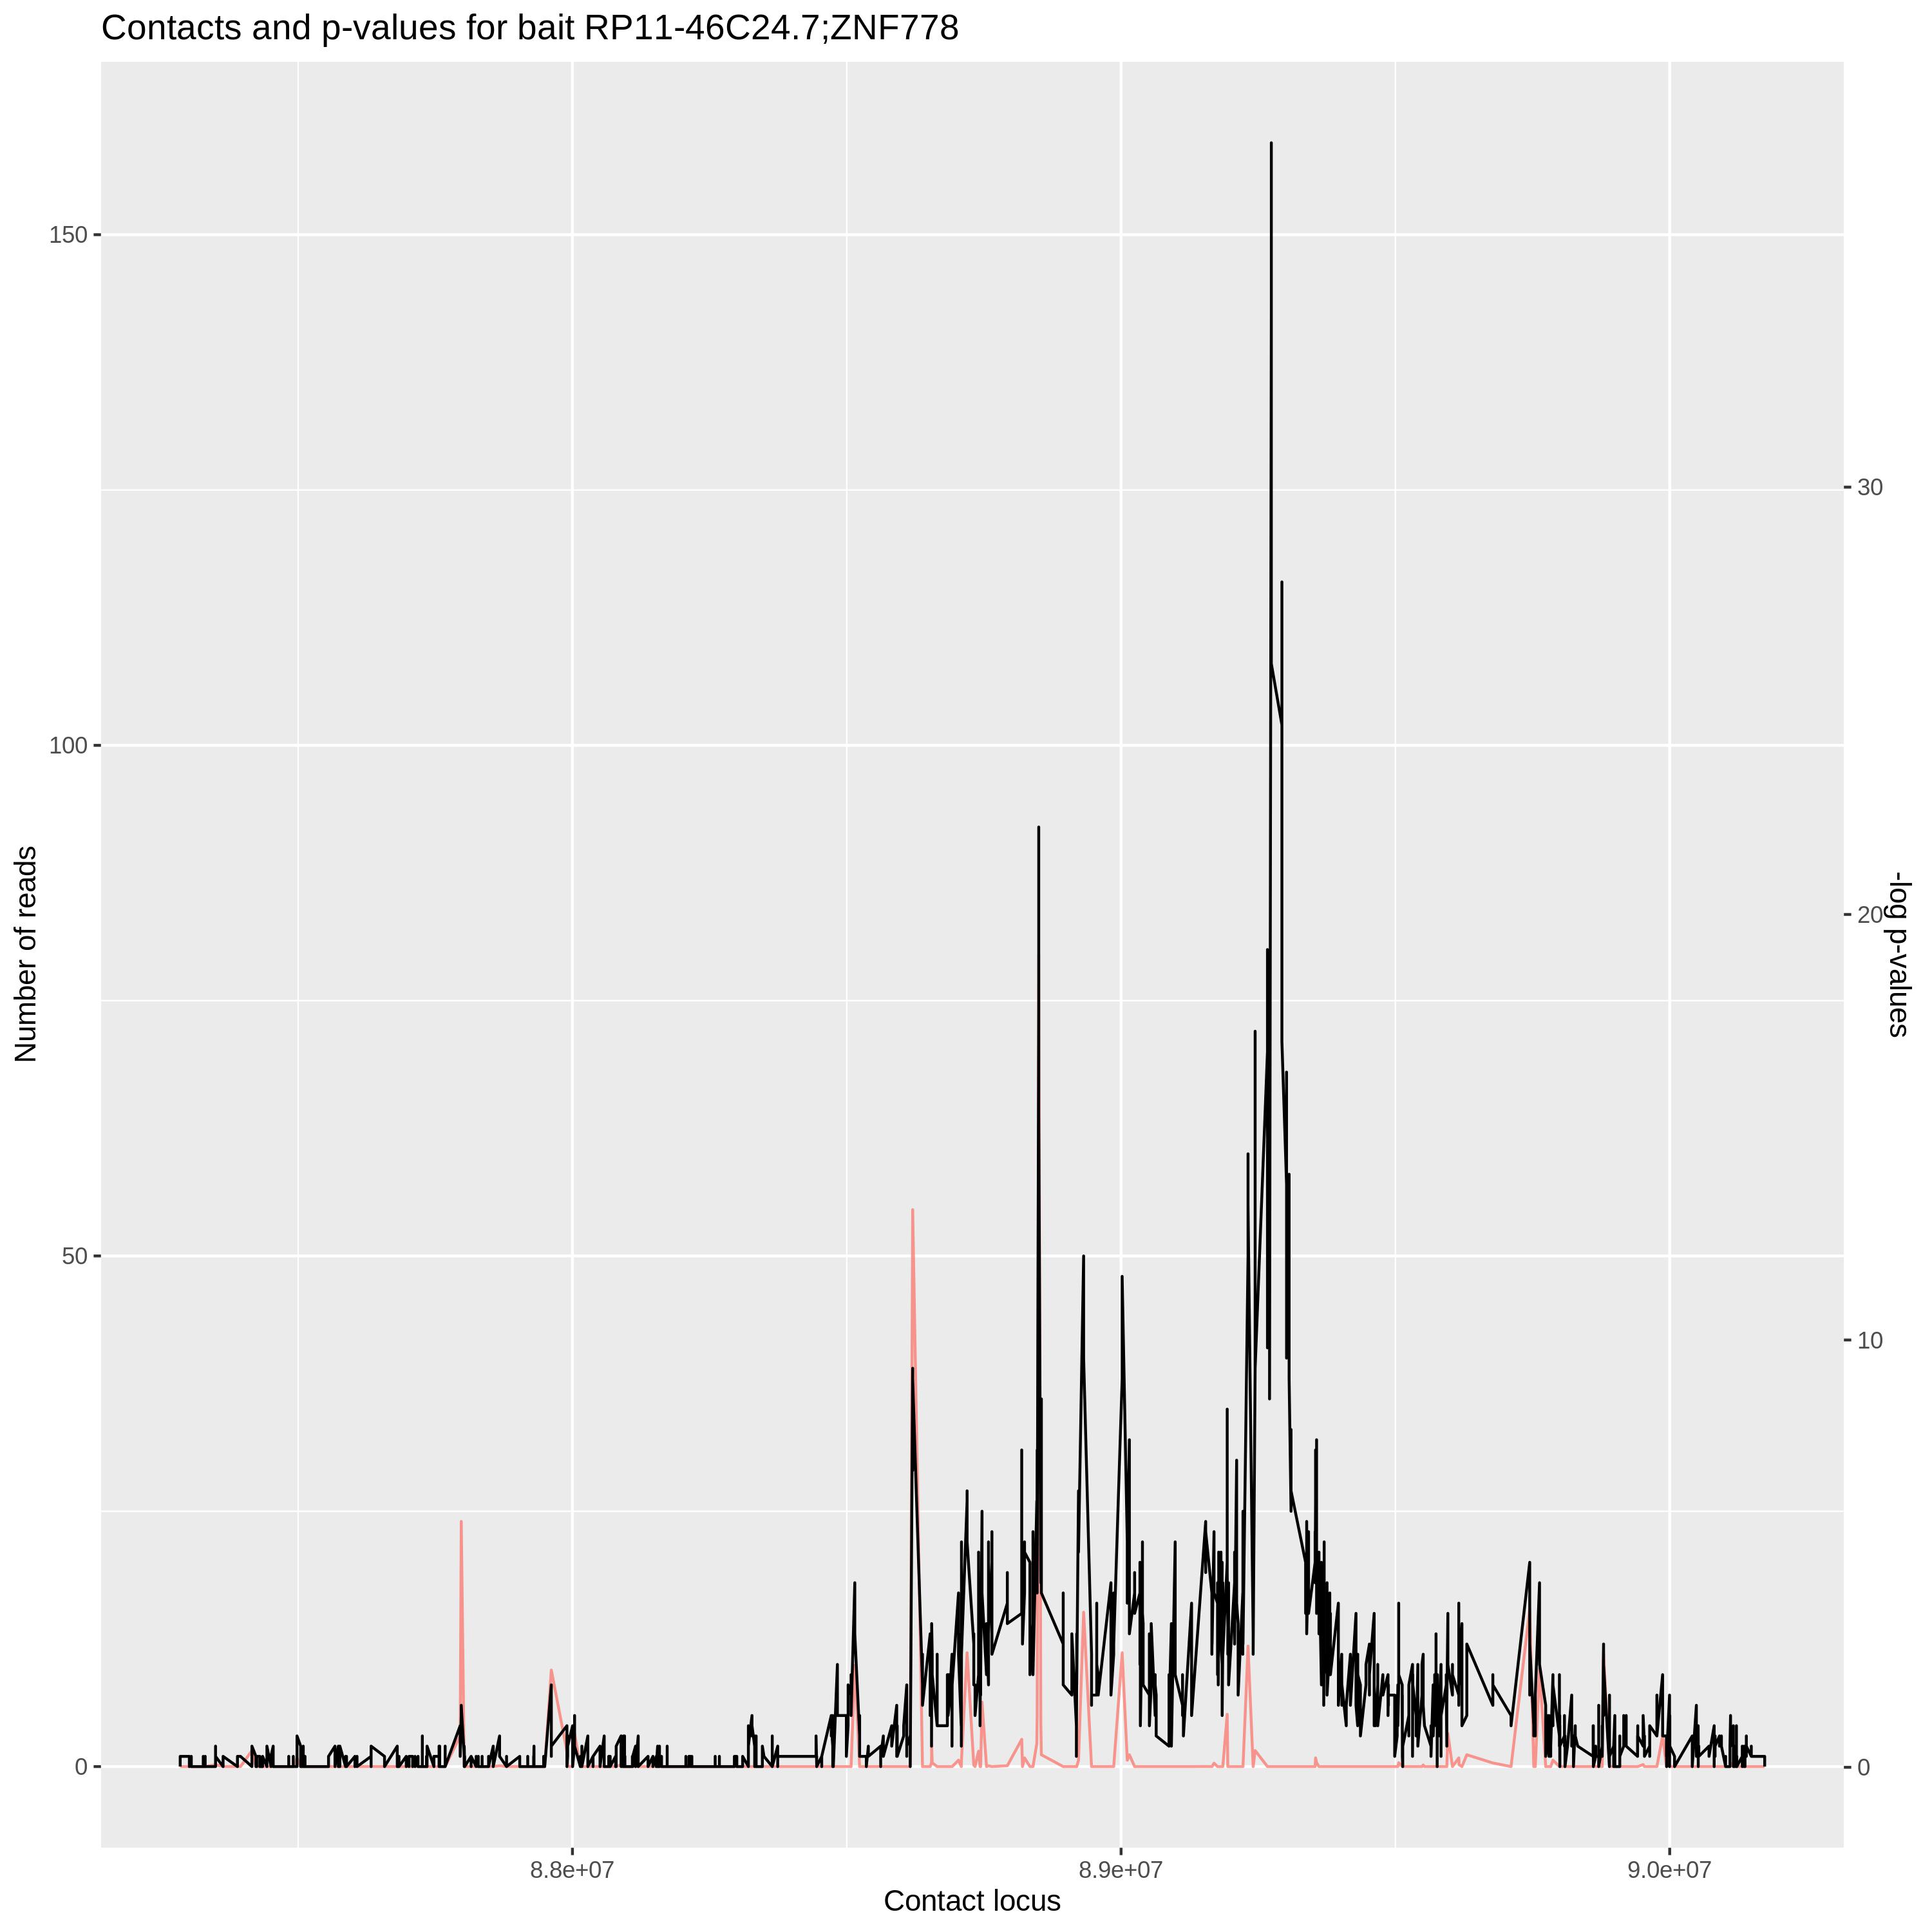 Contacts and p-values for bait RP11-46C24.7;ZNF778
150
100
50
0
Number of reads
30
20
10
0
-log p-values
8.8e+07
8.9e+07
9.0e+07
Contact locus